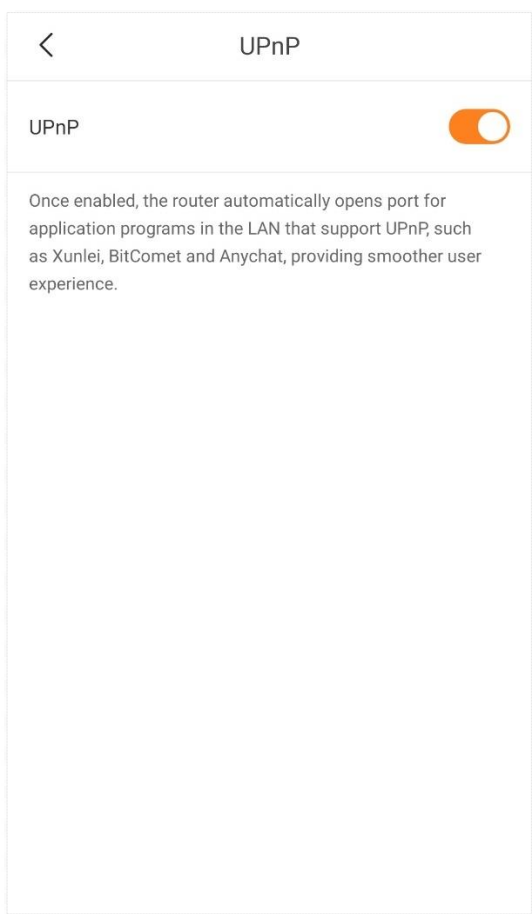 UPnP
UPnP
Once enabled, the router automatically opens port for
application programs in the LAN that support UPnP, such
as Xunlei, BitComet and Anychat, providing smoother user
experience.